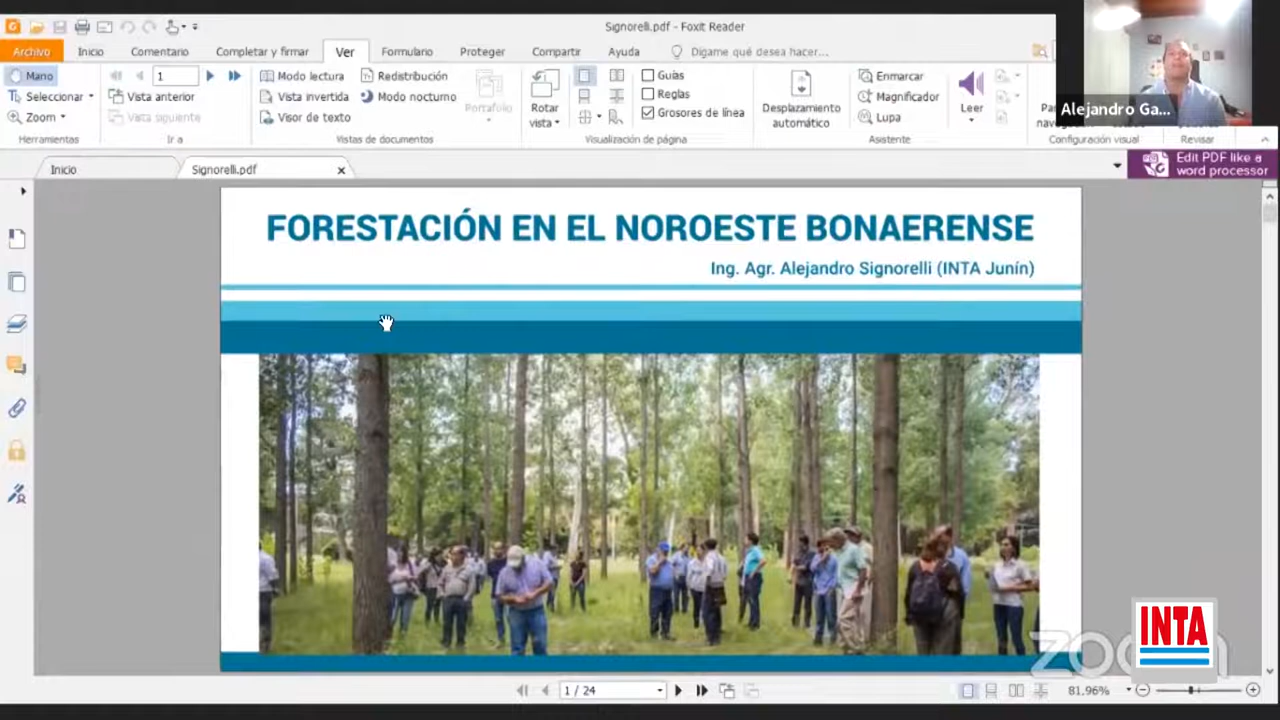 Signorelli.pdf - Foxit Reader
Archivo Inicio Comentario Completar y firmar Ver Formulario Proteger Compartir Ayuda Dígame qué desea hacer...
Mano 1 Modo lectura Redistribución Guías Enmarcar
Seleccionar Vista anterior Vista invertida Modo nocturno Portafolio Rotar vista Reglas Desplazamiento automático Magnificador Leer
Zoom Vista siguiente Visor de texto Grosores de línea Lupa
Herramientas Ir a Vistas de documentos Visualización de página Asistente Configuración visual Revisar
Alejandro Ga...
Inicio Signorelli.pdf
Edit PDF like a
word processor
FORESTACIÓN EN EL NOROESTE BONAERENSE
Ing. Agr. Alejandro Signorelli (INTA Junín)
INTA
zoom
1 / 24
81.96%